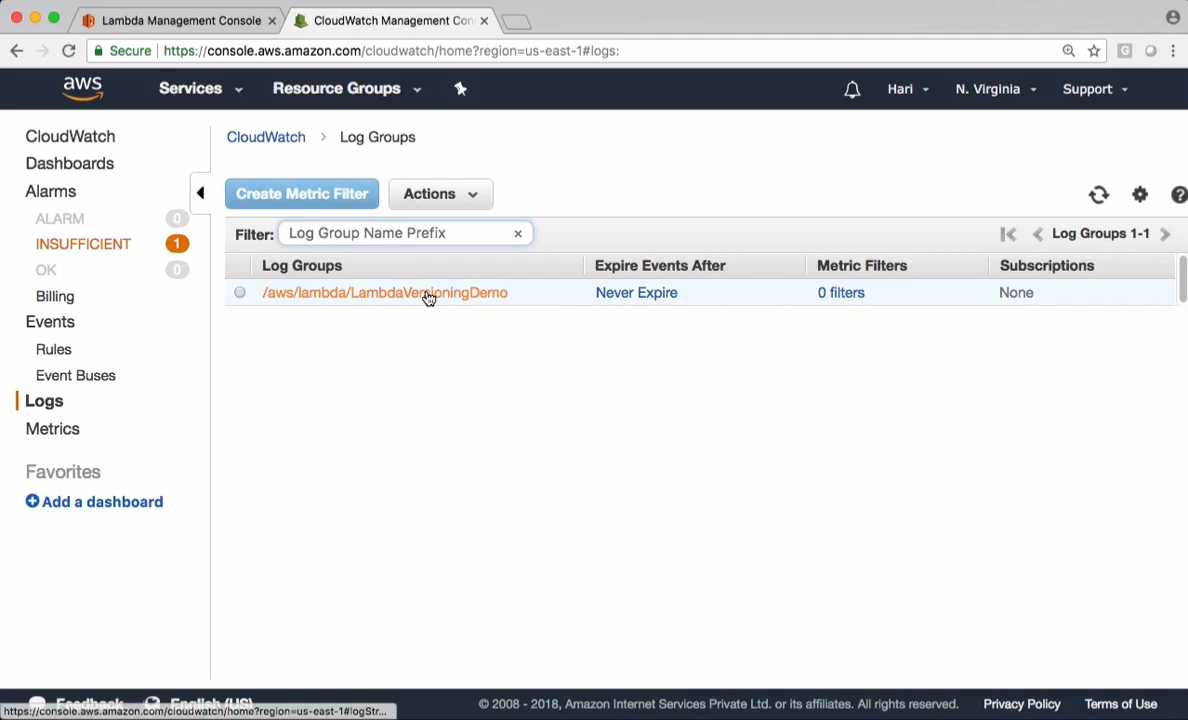 Lambda Management Console
CloudWatch Management Con
Secure | https://console.aws.amazon.com/cloudwatch/home?region=us-east-1#logs:
aws Services Resource Groups Hari N. Virginia Support
CloudWatch
Dashboards
Alarms
ALARM 0
INSUFFICIENT 1
OK 0
Billing
Events
Rules
Event Buses
Logs
Metrics
Favorites
Add a dashboard
CloudWatch > Log Groups
Create Metric Filter Actions
Filter: Log Group Name Prefix × Log Groups 1-1
Log Groups Expire Events After Metric Filters Subscriptions
/aws/lambda/LambdaVersioningDemo Never Expire 0 filters None
Feedback English (US) © 2008 - 2018, Amazon Internet Services Private Ltd. or its affiliates. All rights reserved. Privacy Policy Terms of Use
https://console.aws.amazon.com/cloudwatch/home?region=us-east-1#logStr...